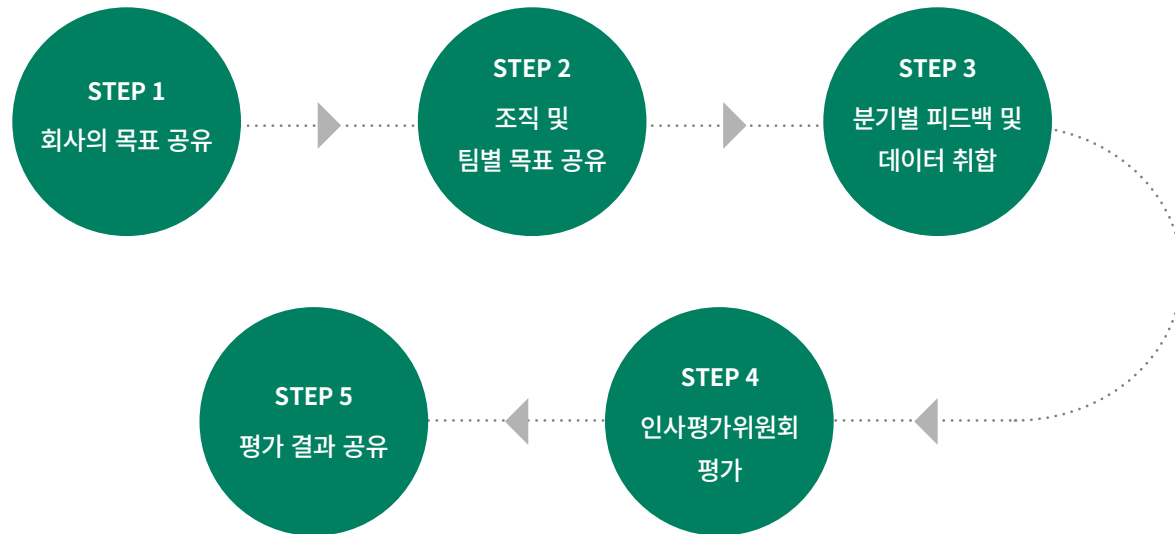 STEP 1
회사의 목표 공유
STEP 2
조직 및
팀별 목표 공유
STEP 3
분기별 피드백 및
데이터 취합
STEP 4
인사평가위원회
평가
STEP 5
평가 결과 공유